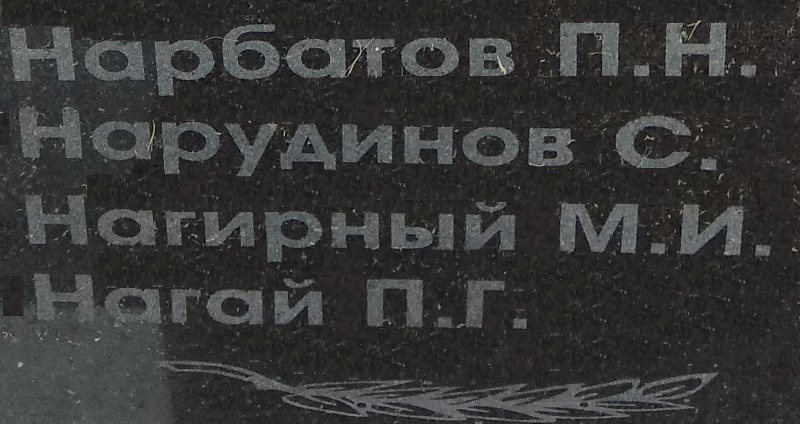 Нарбатов П.Н.
Нарудинов С.
Нагирный М.И.
Нагай П.Г.